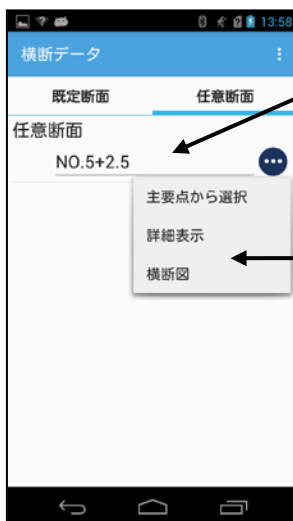 13:58
横断データ
既定断面 任意断面
任意断面
NO.5+2.5
主要点から選択
詳細表示
横断図